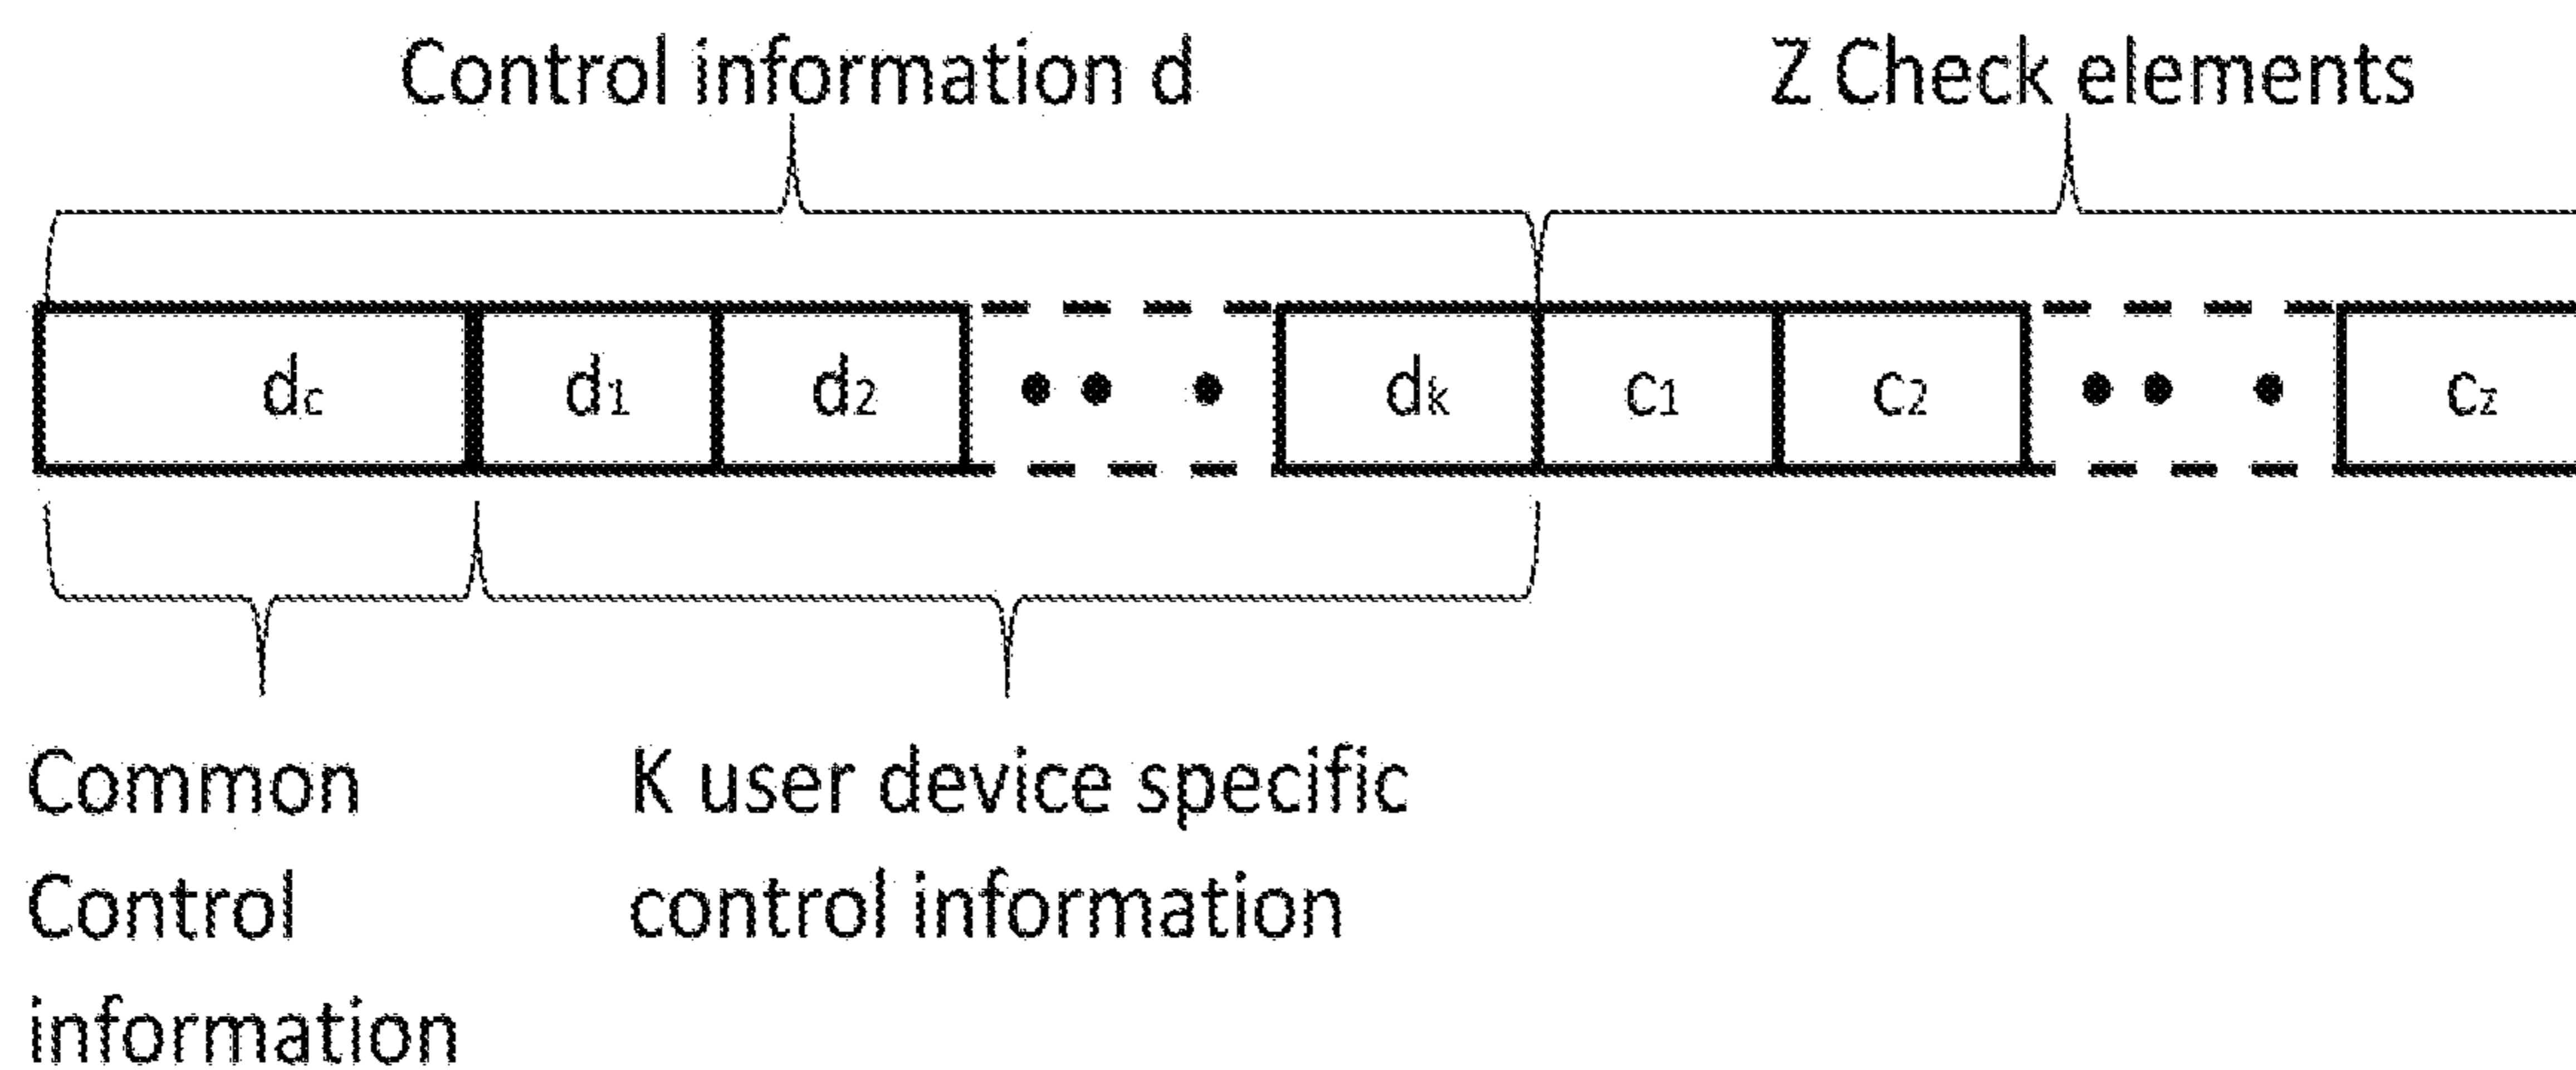 Control information d
Z Check elements
dc d1 d2 • • • dk c1 c2 • • • cz
Common
Control
information
K user device specific
control information